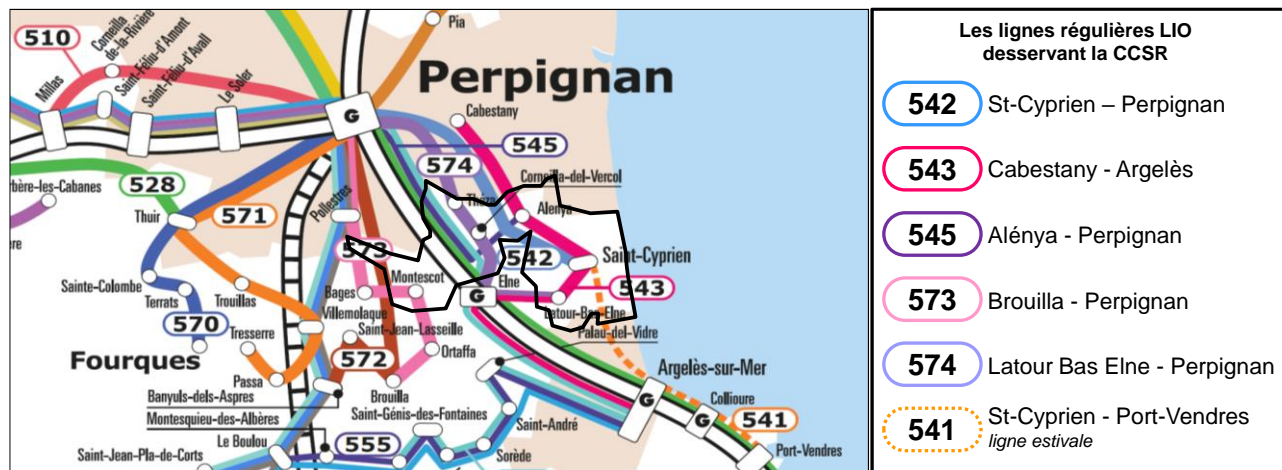 Pia
510
Corneilla
de-la-Rivière
Saint-Féliu-d'Amont
Saint-Féliu-d'Avall
Millas
Le Soler
Perpignan
G
Cabestany
545
574
Corneilla-del-Vercol
528
Thuir
571
Pollestres
Théza
Alenya
573
542
Saint-Cyprien
Sainte-Colombe
Terrats
Trouillas
Bages
Montescot
Elne
G
543
Latour-Bas-Elne
570
Villemolaque
Saint-Jean-Lasseille
Palau-del-Vidre
Tresserre
Fourques
572
Ortaffa
Passa
Brouilla
Argelès-sur-Mer
G
Banyuls-dels-Aspres
Montesquieu-des-Albères
Saint-Génis-des-Fontaines
Collioure
G
541
Le Boulou
Saint-André
555
Saint-Jean-Pla-de-Corts
Sorède
Port-Vendres
Les lignes régulières LIO
desservant la CCSR
542 St-Cyprien – Perpignan
543 Cabestany - Argelès
545 Alénya - Perpignan
573 Brouilla - Perpignan
574 Latour Bas Elne - Perpignan
541 St-Cyprien - Port-Vendres
ligne estivale